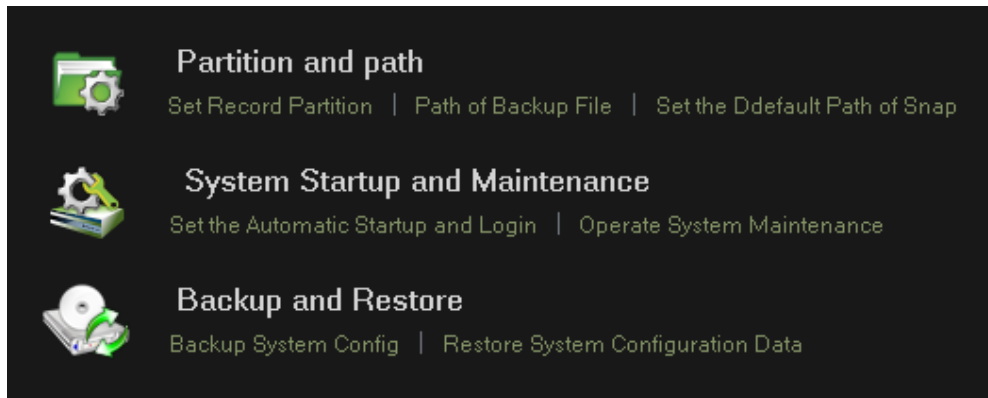 Partition and path
Set Record Partition | Path of Backup File | Set the Ddefault Path of Snap
System Startup and Maintenance
Set the Automatic Startup and Login | Operate System Maintenance
Backup and Restore
Backup System Config | Restore System Configuration Data